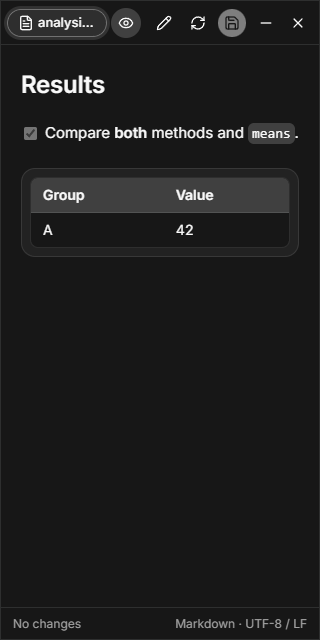 analysi...
Results
Compare both methods and means.
Group Value
A 42
No changes Markdown · UTF-8 / LF